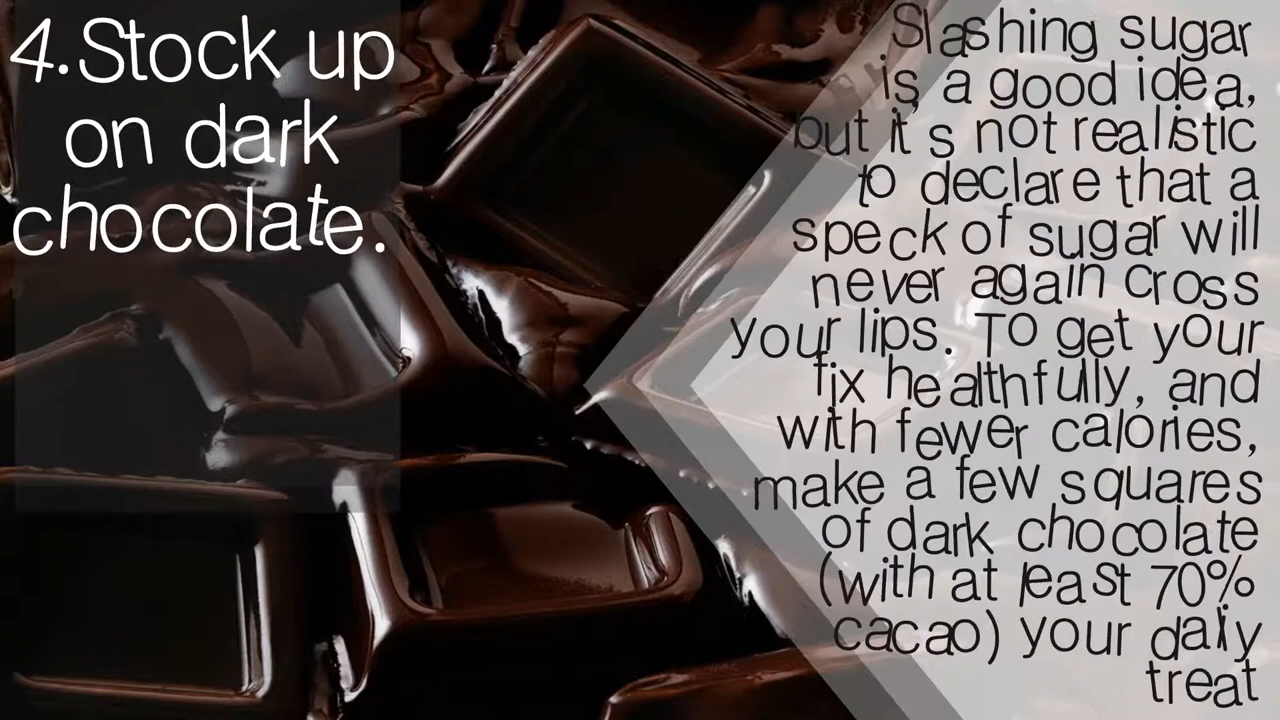 4.Stock up
on dark
chocolate.
Slashing sugar
is a good idea,
but it's not realistic
to declare that a
speck of sugar will
never again cross
your lips. To get your
fix healthfully, and
with fewer calories,
make a few squares
of dark chocolate
(with at least 70%
cacao) your daily
treat